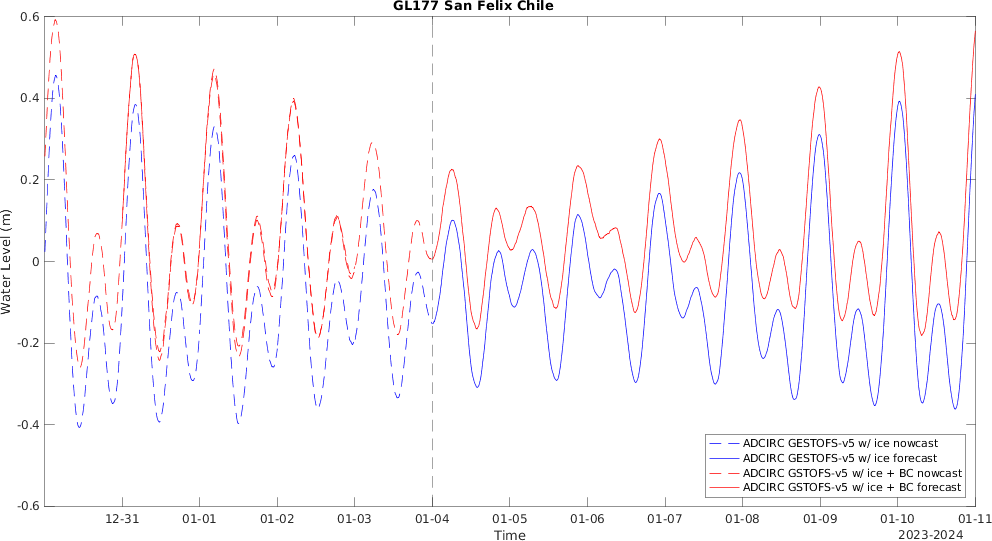 GL177 San Felix Chile
0.6
0.4
0.2
0
-0.2
-0.4
-0.6
Water Level (m)
ADCIRC GESTOFS-v5 w/ ice nowcast
ADCIRC GESTOFS-v5 w/ ice forecast
ADCIRC GSTOFS-v5 w/ ice + BC nowcast
ADCIRC GSTOFS-v5 w/ ice + BC forecast
12-31 01-01 01-02 01-03 01-04 01-05 01-06 01-07 01-08 01-09 01-10 01-11
Time
2023-2024